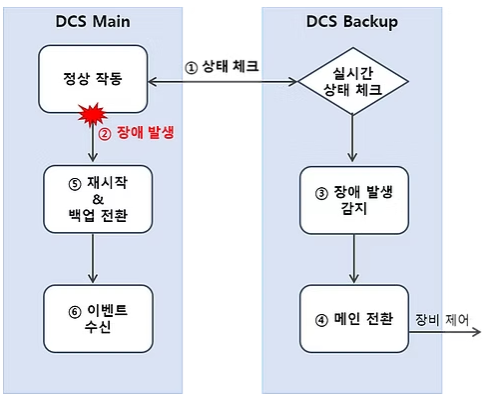 DCS Main
DCS Backup
정상 작동
① 상태 체크
실시간
상태 체크
② 장애 발생
⑤ 재시작
&
백업 전환
③ 장애 발생
감지
⑥ 이벤트
수신
④ 메인 전환
장비 제어